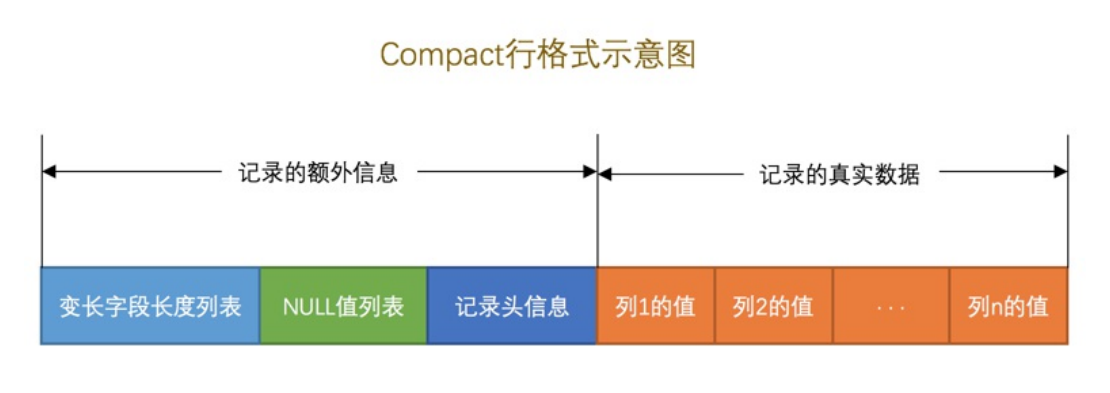 Compact行格式示意图
记录的额外信息
记录的真实数据
变长字段长度列表
NULL值列表
记录头信息
列1的值
列2的值
...
列n的值